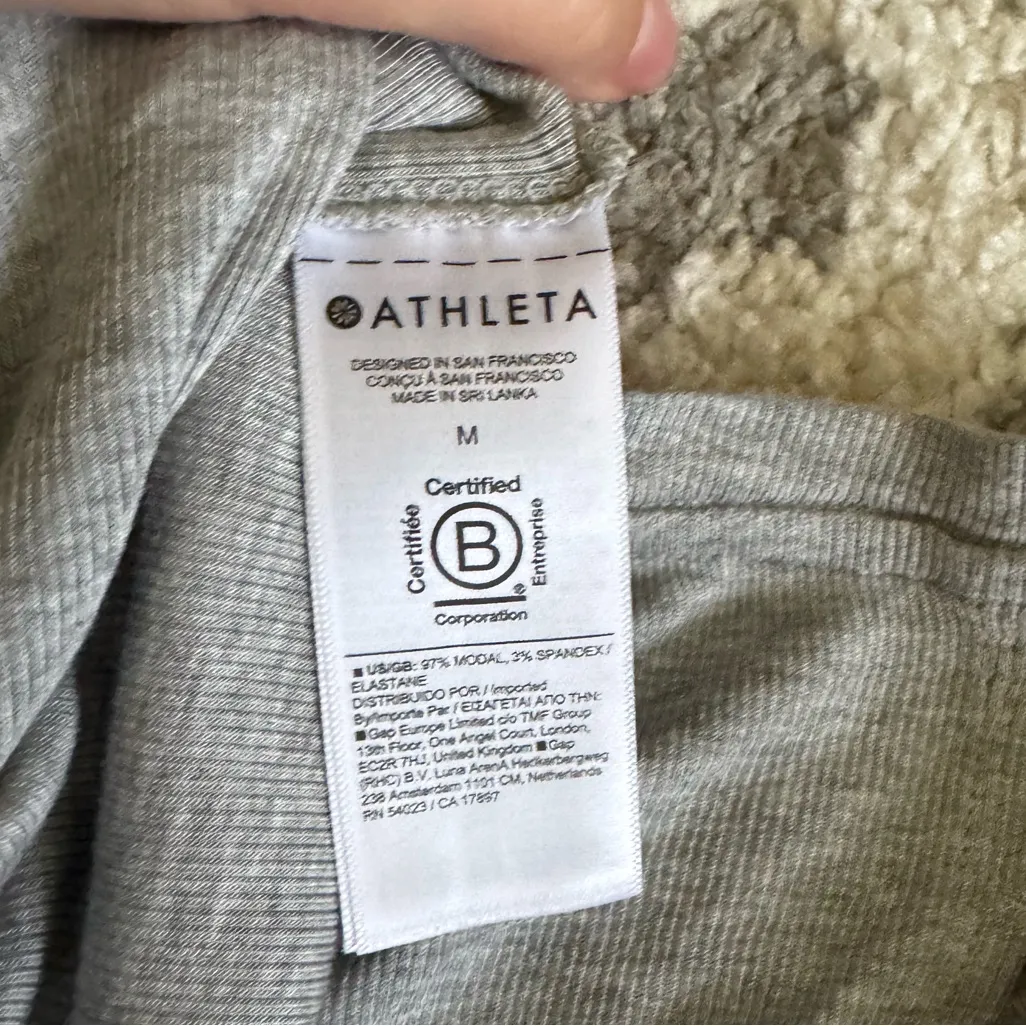 ATHLETA
DESIGNED IN SAN FRANCISCO
CONÇU À SAN FRANCISCO
MADE IN SRI LANKA
M
Certified
Certifiée
B
Entreprise
Corporation
US/GB: 97% MODAL, 3% SPANDEX /
ELASTANE
DISTRIBUIDO POR / Imported
By/Importe Par / ΕΙΣΑΓΕΤΑΙ ΑΠΟ ΤΗΝ:
Gap Europe Limited c/o TMF Group
13th Floor, One Angel Court, London,
EC2R 7HJ, United Kingdom Gap
(RHC) B.V. Luna ArenA Herikerbergweg
238 Amsterdam 1101 CM, Netherlands
RN 54023 / CA 17897